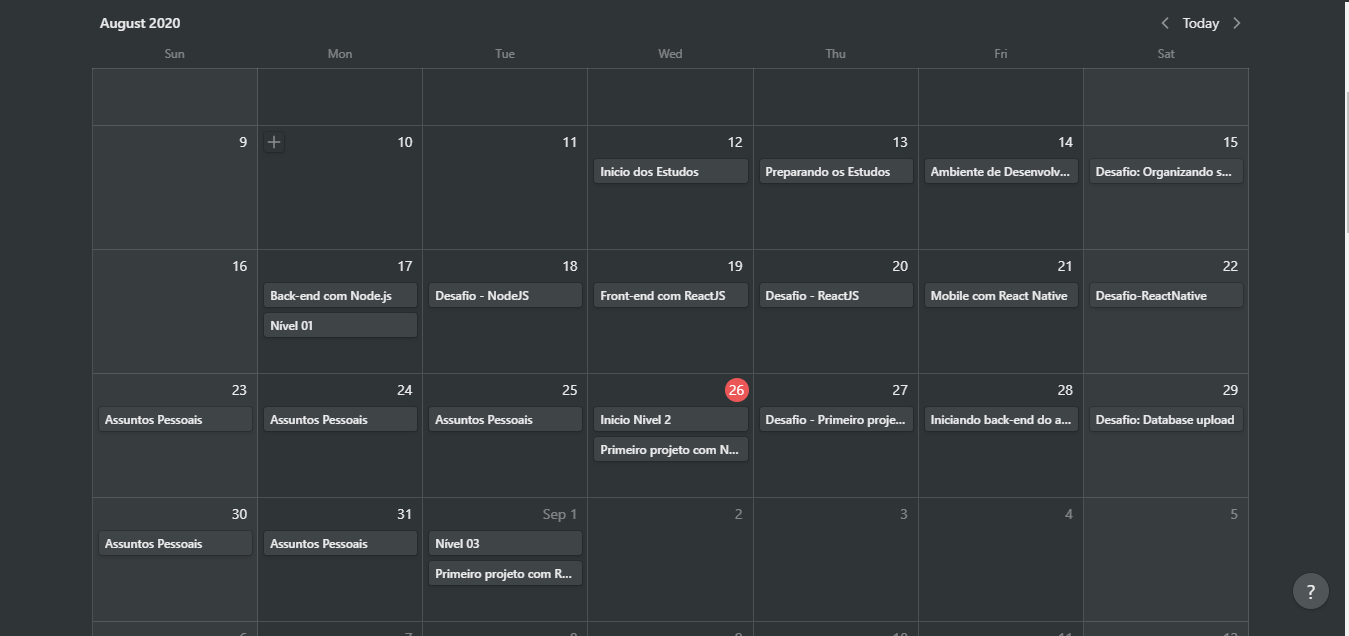 August 2020
Today
Sun Mon Tue Wed Thu Fri Sat
9 10 11 12 13 14 15
Inicio dos Estudos Preparando os Estudos Ambiente de Desenvolv... Desafio: Organizando s...
16 17 18 19 20 21 22
Back-end com Node.js Desafio - NodeJS Front-end com ReactJS Desafio - ReactJS Mobile com React Native Desafio-ReactNative
Nível 01
23 24 25 26 27 28 29
Assuntos Pessoais Assuntos Pessoais Assuntos Pessoais Inicio Nivel 2 Desafio - Primeiro proje... Iniciando back-end do a... Desafio: Database upload
Primeiro projeto com N...
30 31 Sep 1 2 3 4 5
Assuntos Pessoais Assuntos Pessoais Nível 03
Primeiro projeto com R...
?